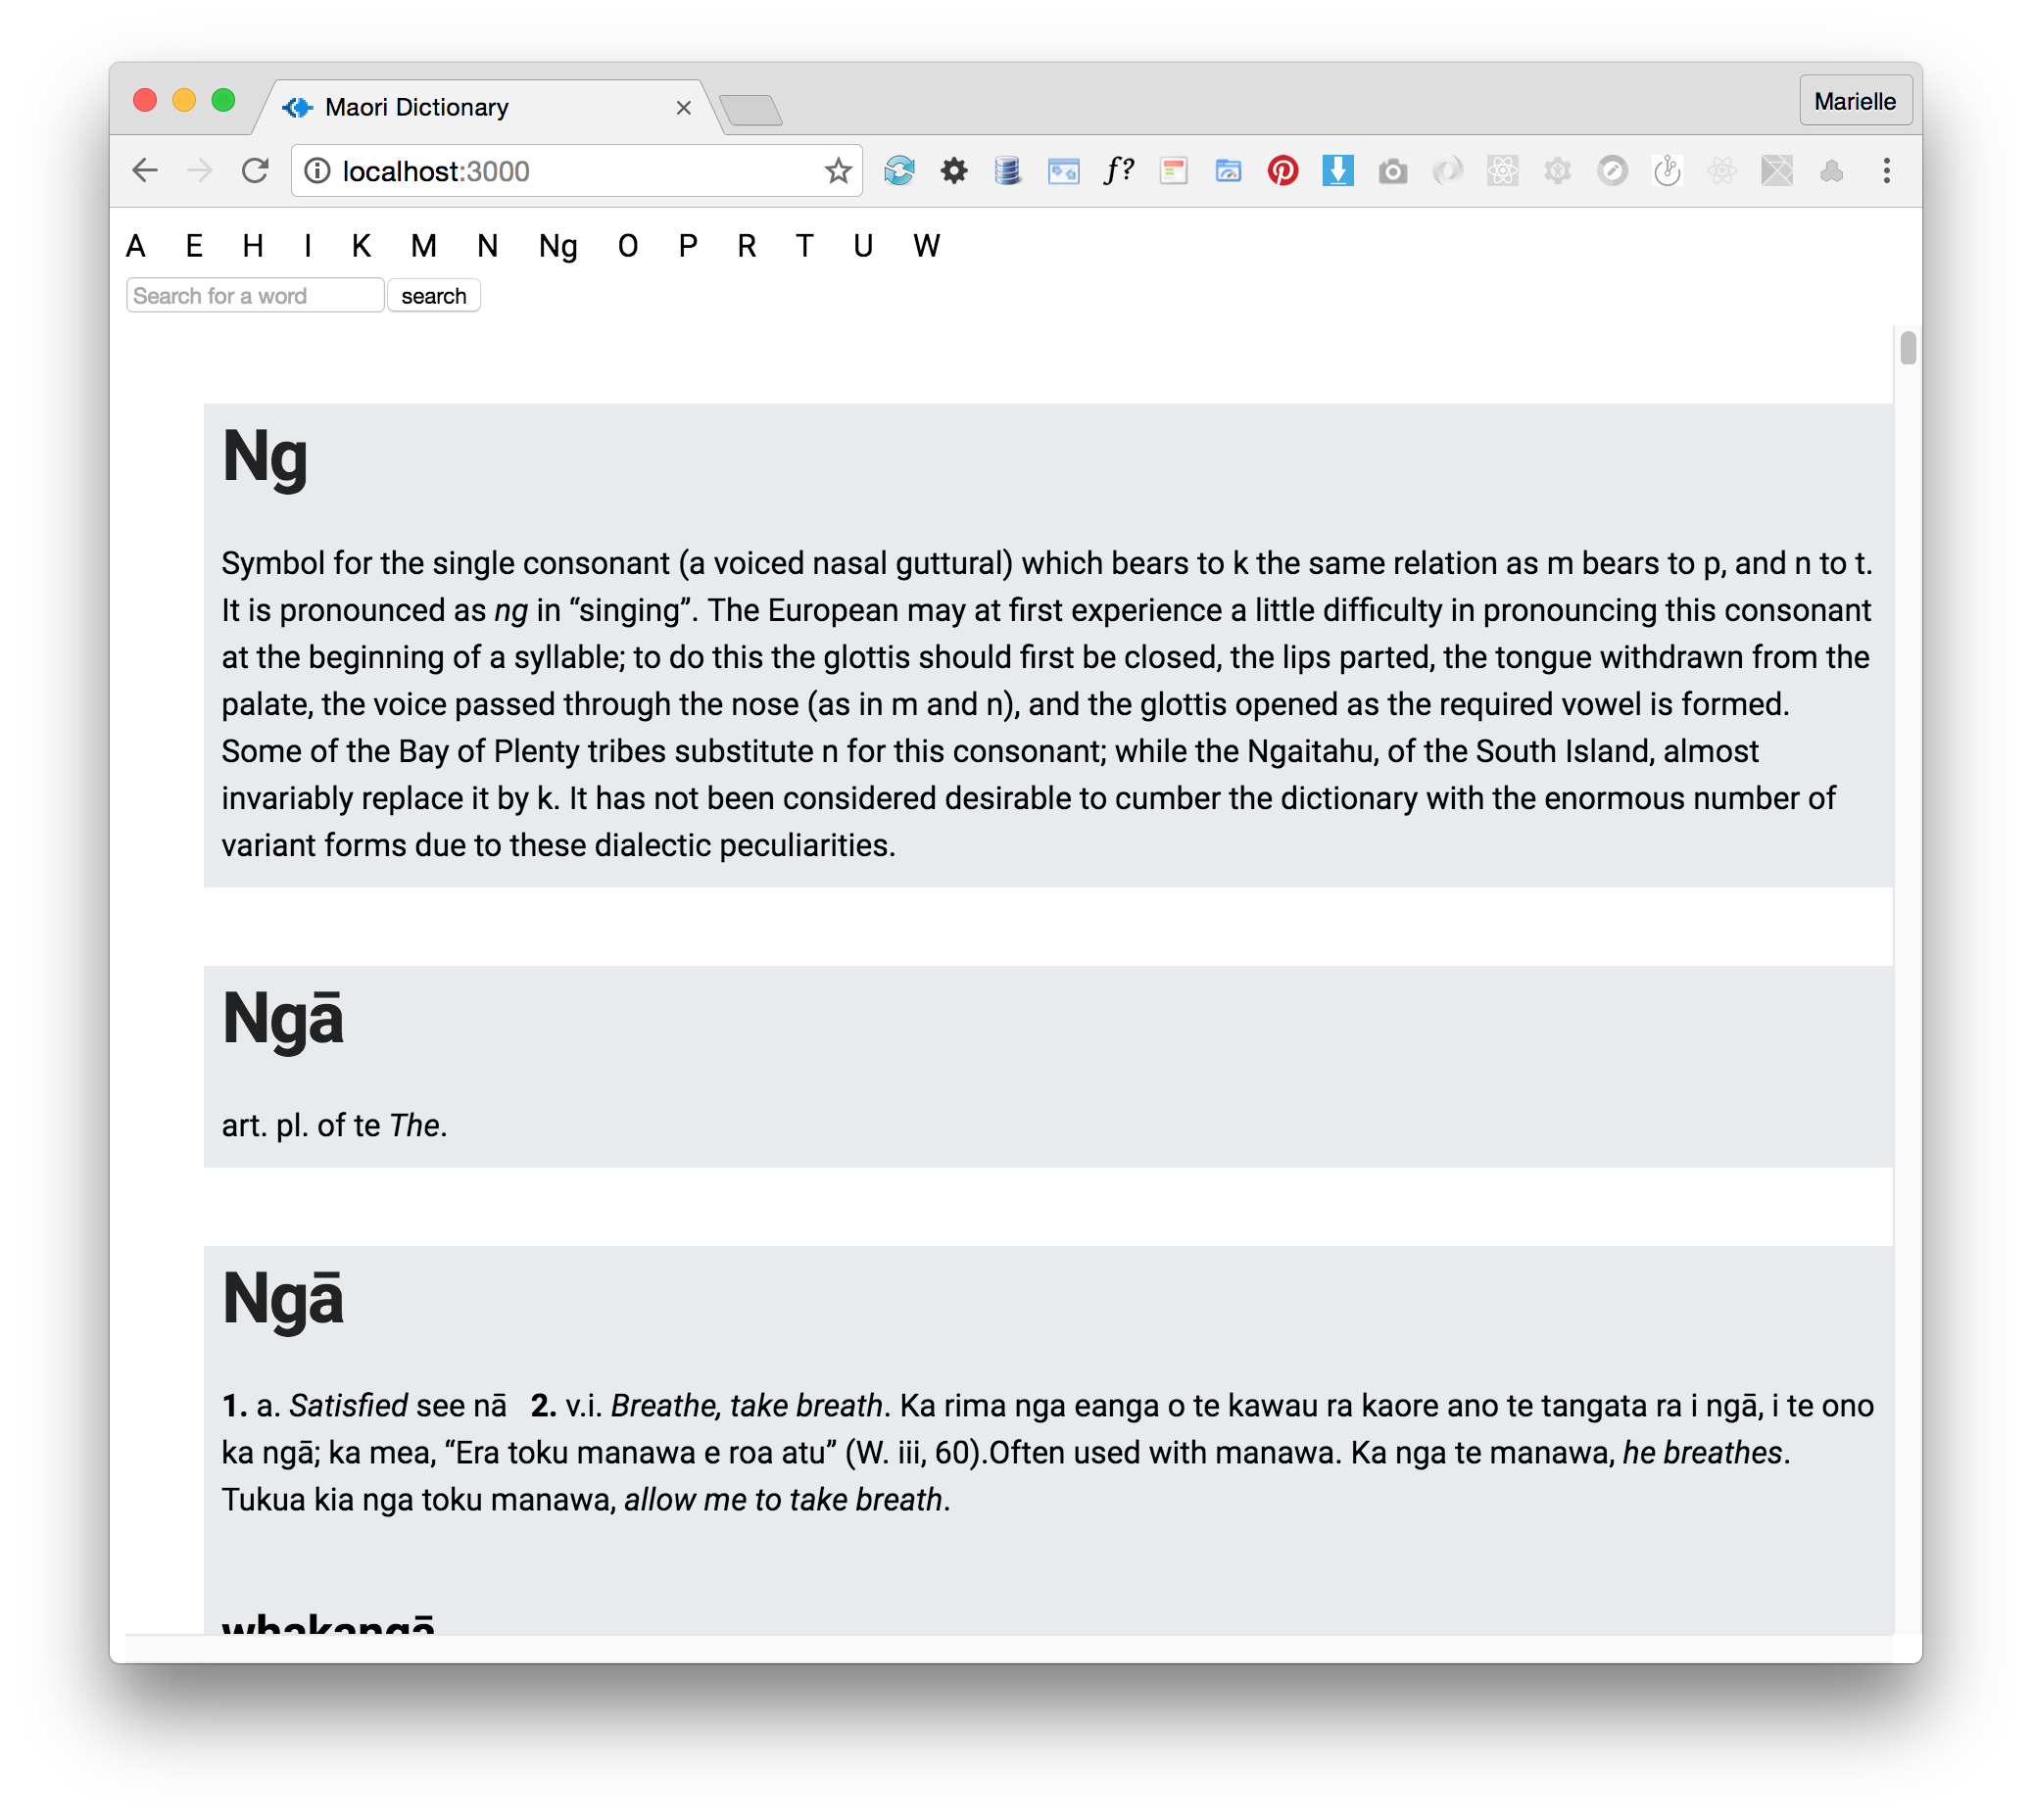 Maori Dictionary
Marielle
localhost:3000
f?
A E H I K M N Ng O P R T U W
Search for a word search
Ng
Symbol for the single consonant (a voiced nasal guttural) which bears to k the same relation as m bears to p, and n to t.
It is pronounced as ng in “singing”. The European may at first experience a little difficulty in pronouncing this consonant
at the beginning of a syllable; to do this the glottis should first be closed, the lips parted, the tongue withdrawn from the
palate, the voice passed through the nose (as in m and n), and the glottis opened as the required vowel is formed.
Some of the Bay of Plenty tribes substitute n for this consonant; while the Ngaitahu, of the South Island, almost
invariably replace it by k. It has not been considered desirable to cumber the dictionary with the enormous number of
variant forms due to these dialectic peculiarities.
Ngā
art. pl. of te The.
Ngā
1. a. Satisfied see nā 2. v.i. Breathe, take breath. Ka rima nga eanga o te kawau ra kaore ano te tangata ra i ngā, i te ono
ka ngā; ka mea, “Era toku manawa e roa atu” (W. iii, 60).Often used with manawa. Ka nga te manawa, he breathes.
Tukua kia nga toku manawa, allow me to take breath.
whakangā